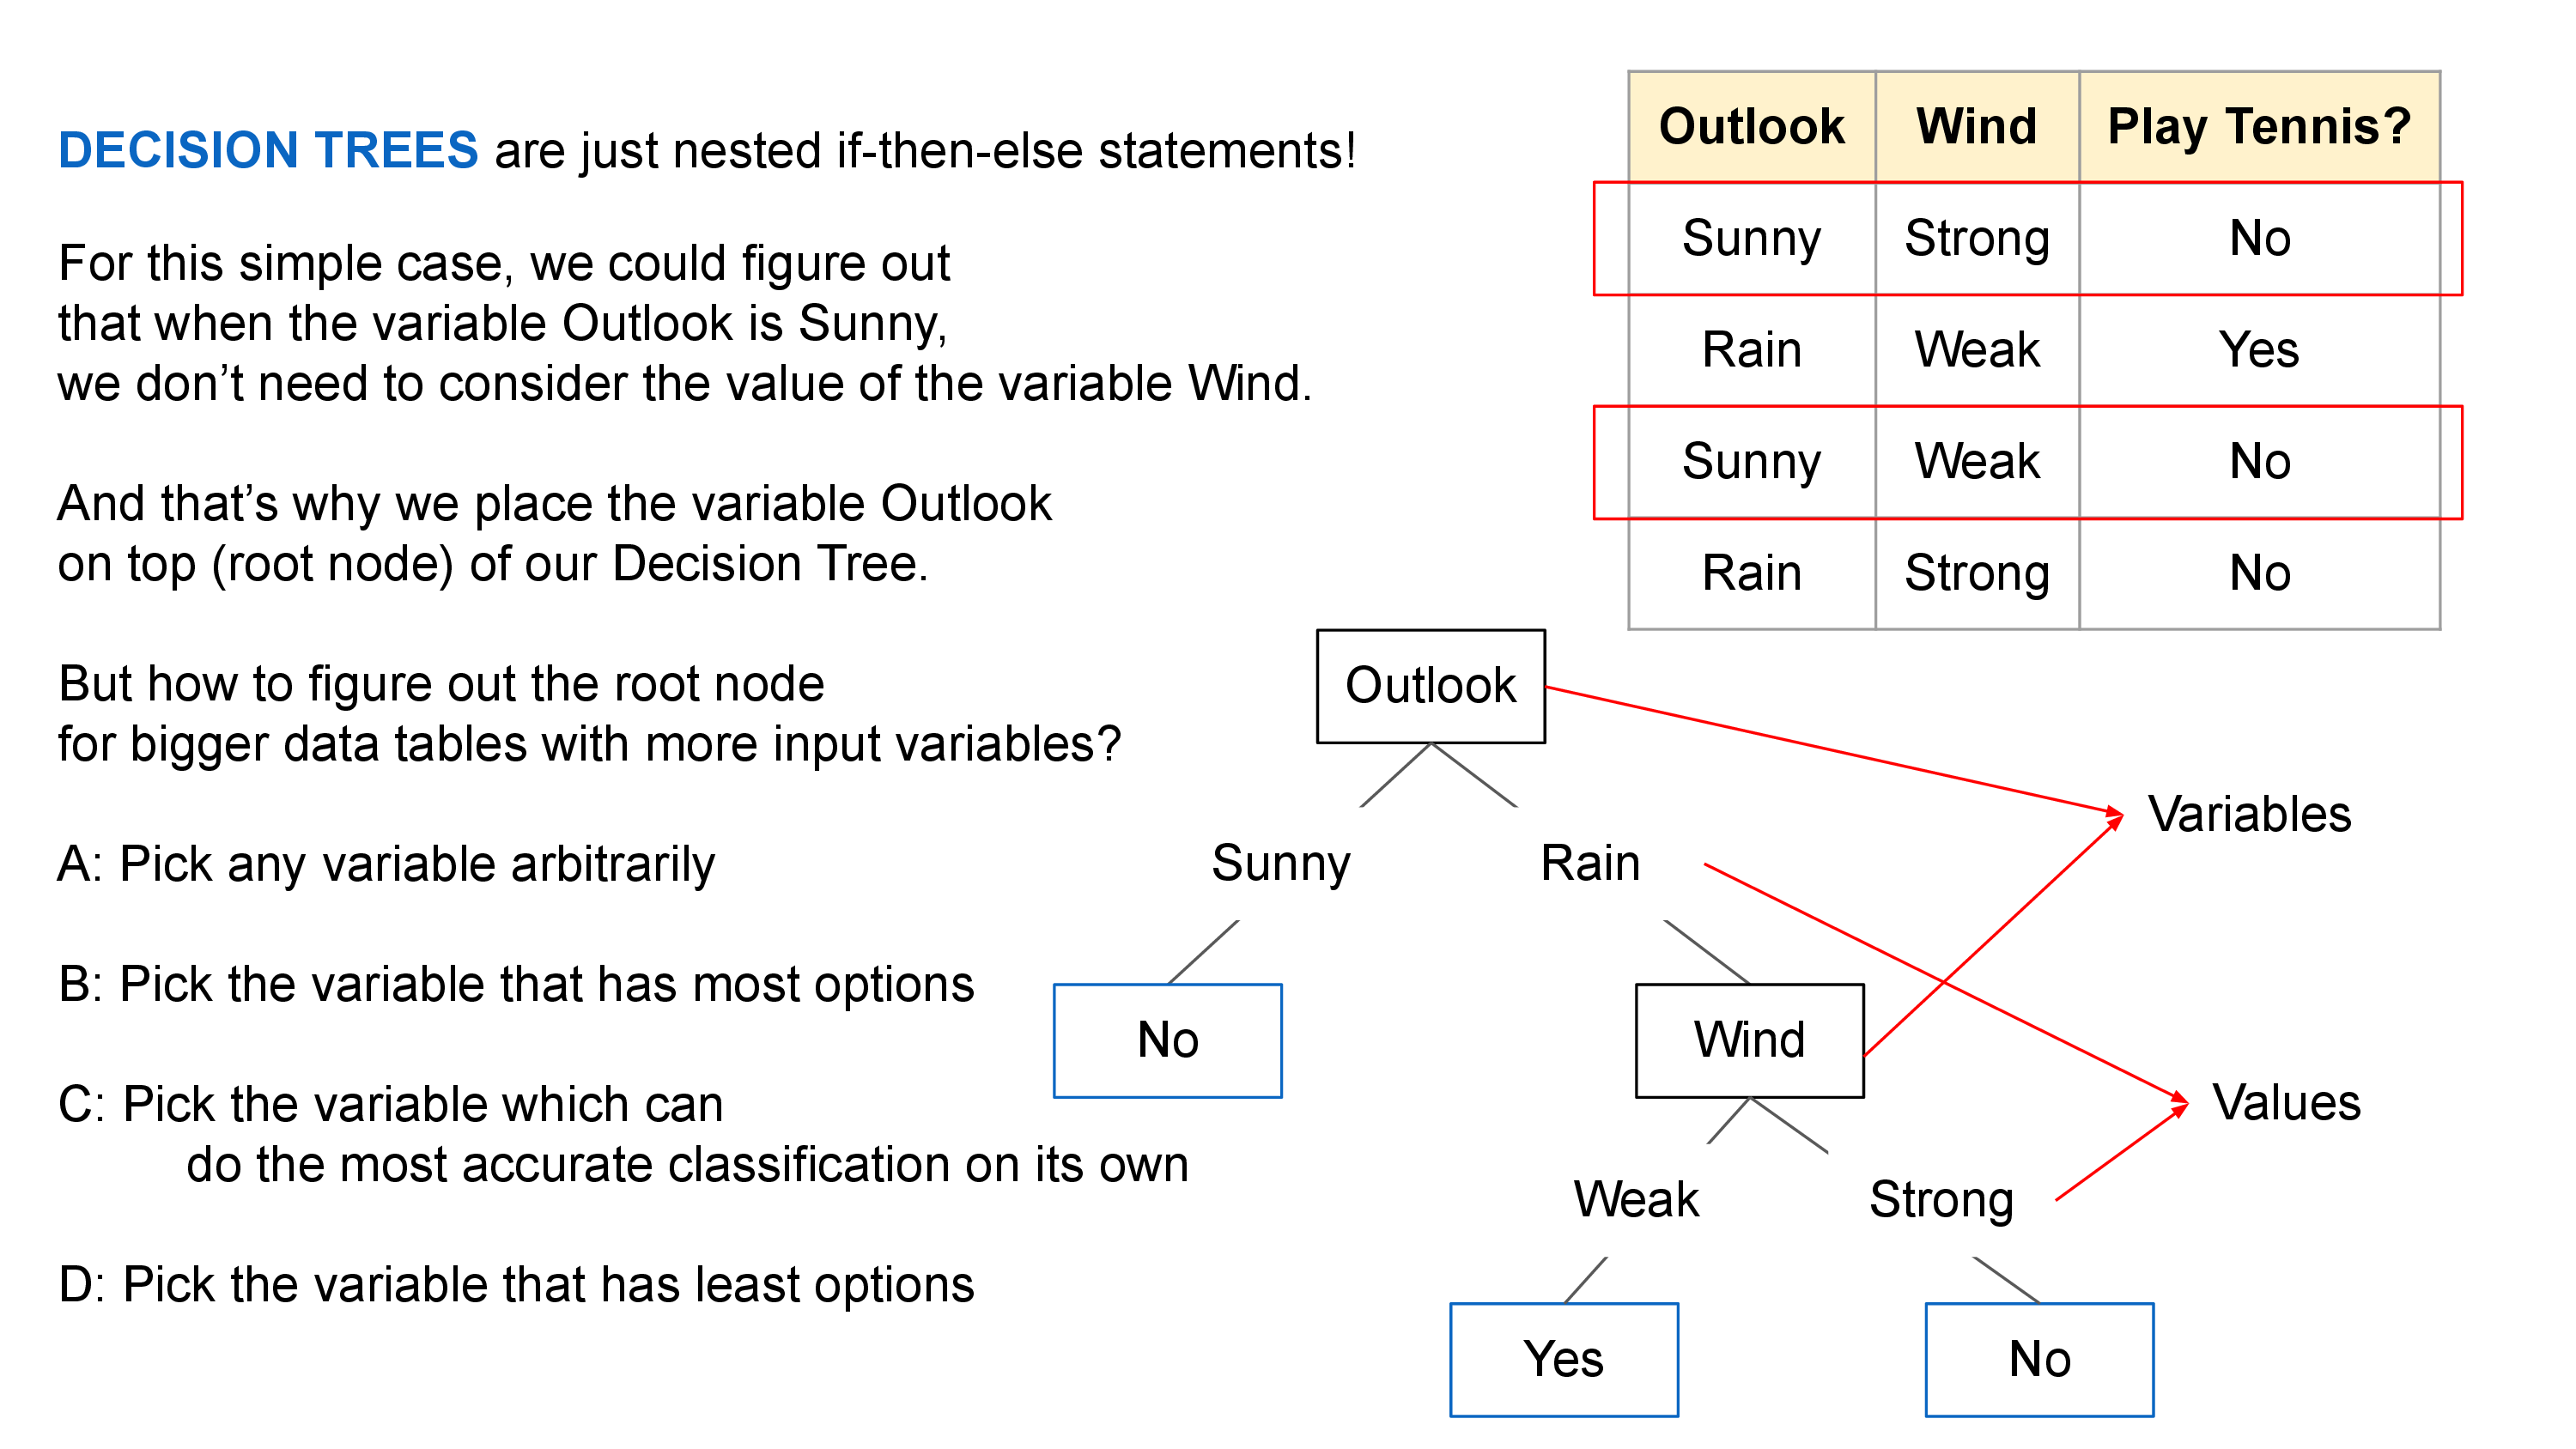 DECISION TREES are just nested if-then-else statements!
For this simple case, we could figure out
that when the variable Outlook is Sunny,
we don’t need to consider the value of the variable Wind.
And that’s why we place the variable Outlook
on top (root node) of our Decision Tree.
But how to figure out the root node
for bigger data tables with more input variables?
A: Pick any variable arbitrarily
B: Pick the variable that has most options
C: Pick the variable which can
do the most accurate classification on its own
D: Pick the variable that has least options
Outlook Wind Play Tennis?
Sunny Strong No
Rain Weak Yes
Sunny Weak No
Rain Strong No
Outlook
Variables
Sunny Rain
No Wind
Values
Weak Strong
Yes No